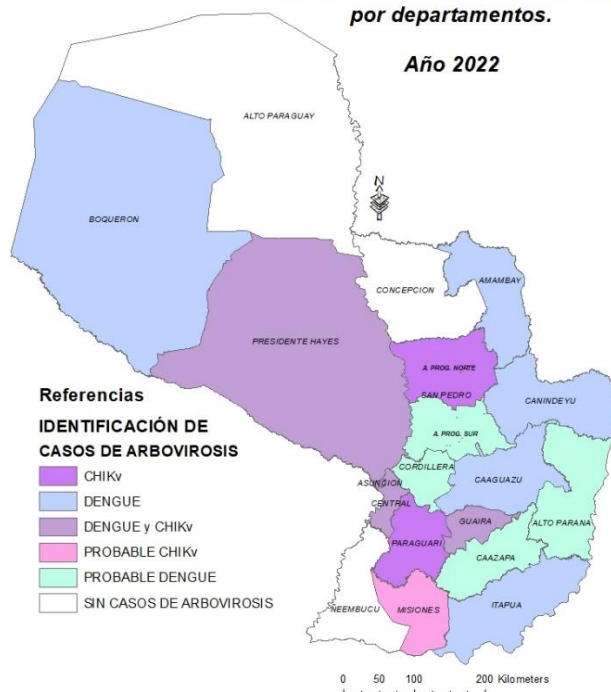 por departamentos.
Año 2022
ALTO PARAGUAY
N
BOQUERON
CONCEPCION
AMAMBAY
PRESIDENTE HAYES
A. PROG. NORTE
SAN PEDRO
CANINDEYU
A. PROG. SUR
CORDILLERA
ASUNCION
CAAGUAZU
CENTRAL
GUAIRA
ALTO PARANA
PARAGUARI
CAAZAPA
ÑEEMBUCU
MISIONES
ITAPUA
Referencias
IDENTIFICACIÓN DE
CASOS DE ARBOVIROSIS
CHIKv
DENGUE
DENGUE y CHIKv
PROBABLE CHIKv
PROBABLE DENGUE
SIN CASOS DE ARBOVIROSIS
0 50 100 200 Kilometers